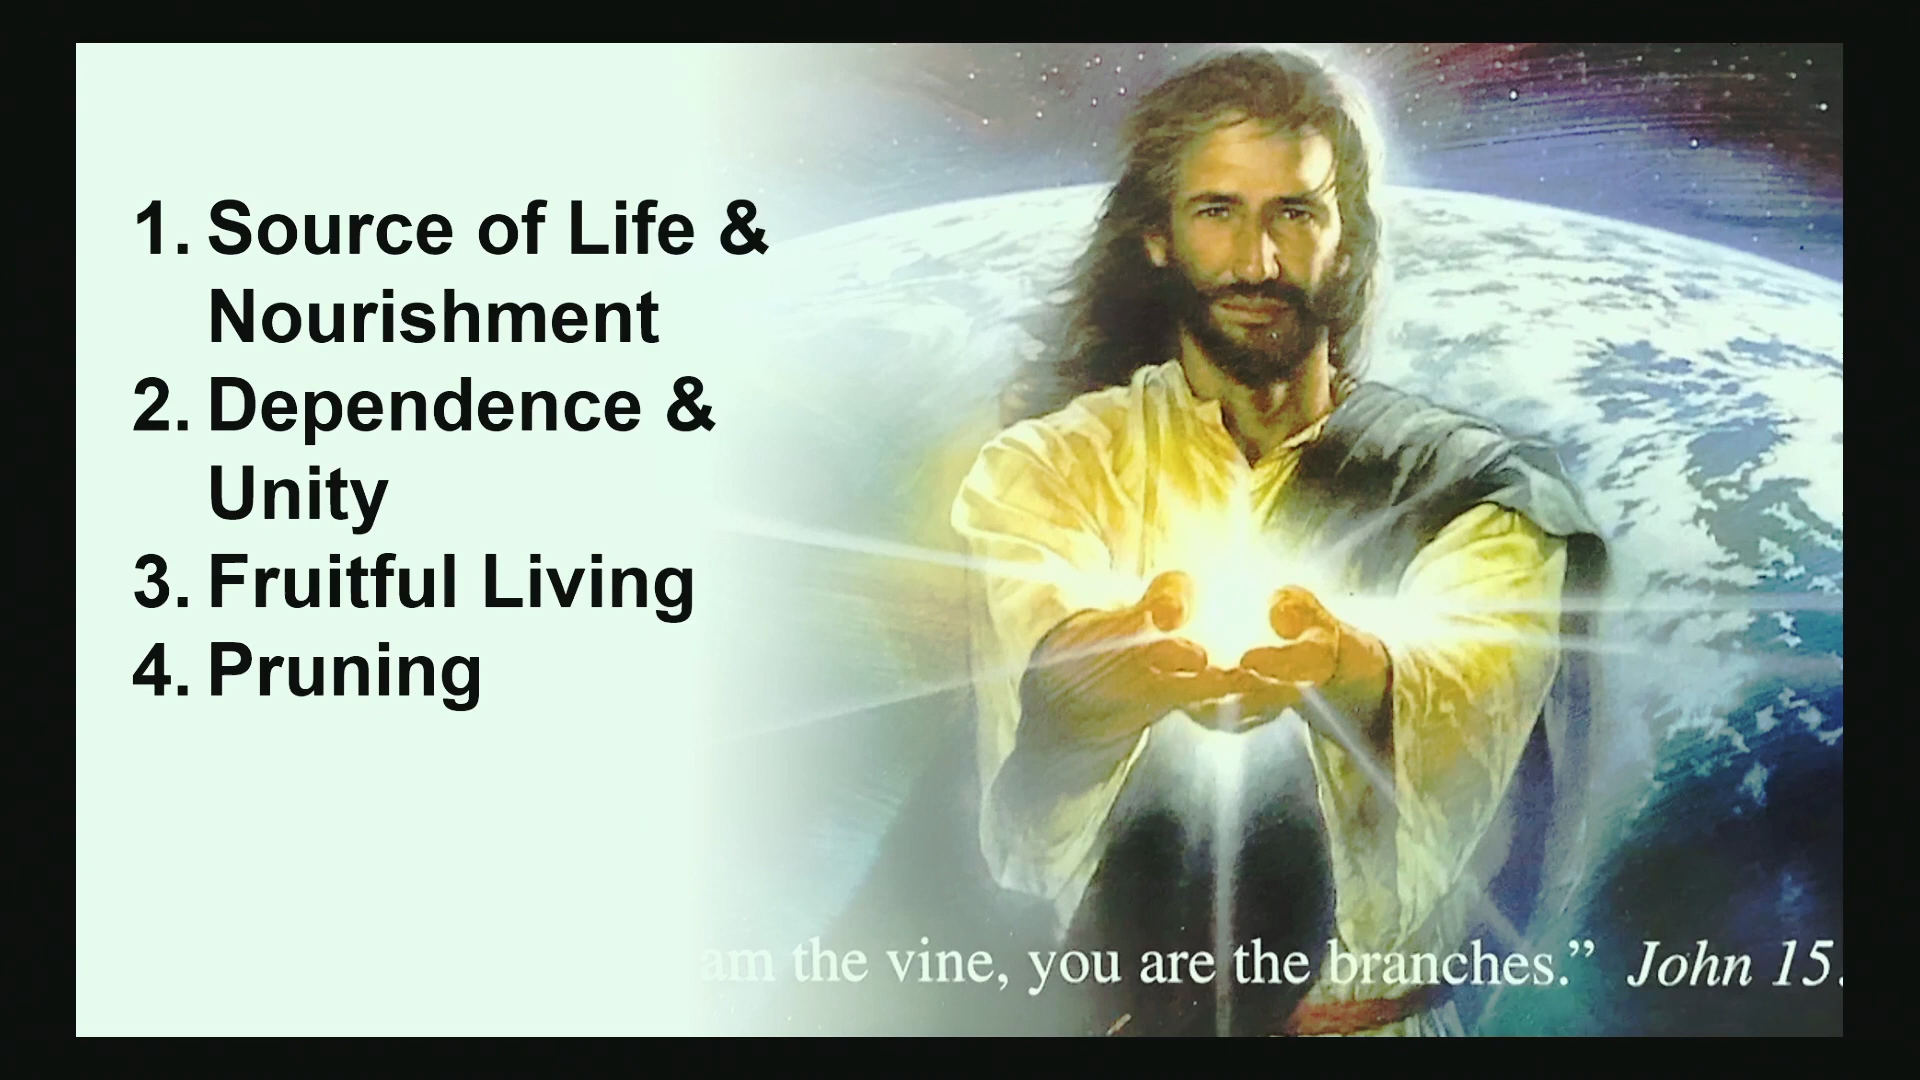 1. Source of Life &
Nourishment
2. Dependence &
Unity
3. Fruitful Living
4. Pruning
am the vine, you are the branches.” John 15